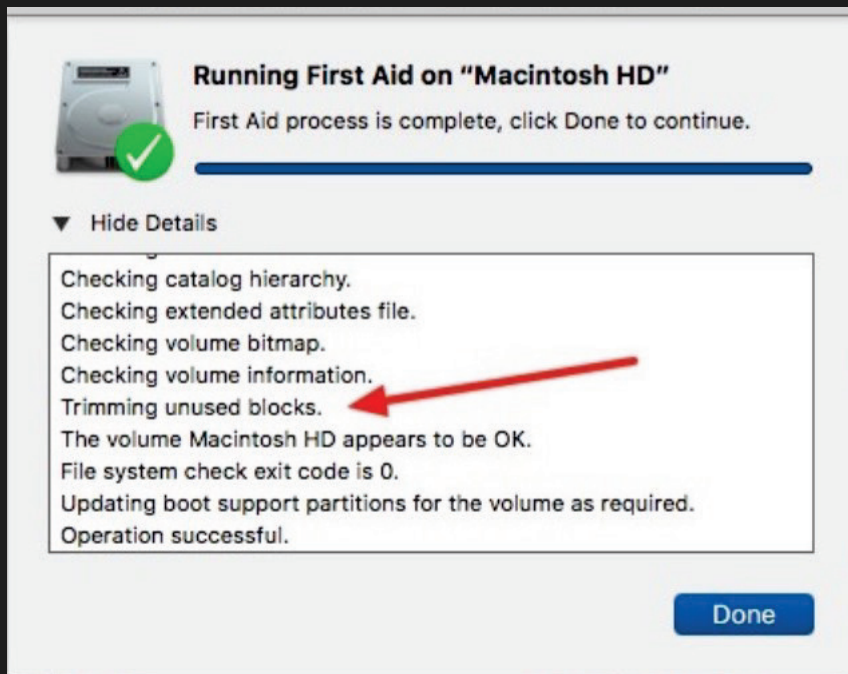 Running First Aid on “Macintosh HD”
First Aid process is complete, click Done to continue.
Hide Details
Checking catalog hierarchy.
Checking extended attributes file.
Checking volume bitmap.
Checking volume information.
Trimming unused blocks.
The volume Macintosh HD appears to be OK.
File system check exit code is 0.
Updating boot support partitions for the volume as required.
Operation successful.
Done